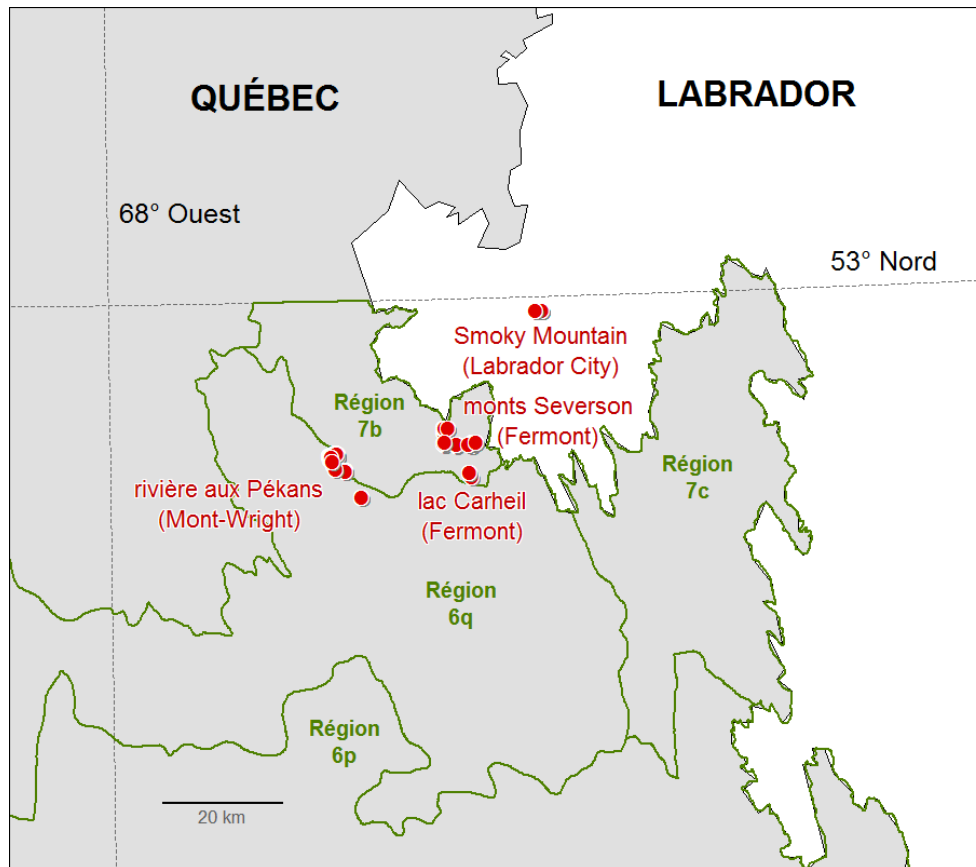 QUÉBEC
LABRADOR
68° Ouest
53° Nord
Smoky Mountain
(Labrador City)
Région
7b
monts Severson
(Fermont)
Région
7c
rivière aux Pékans
(Mont-Wright)
lac Carheil
(Fermont)
Région
6q
Région
6p
20 km